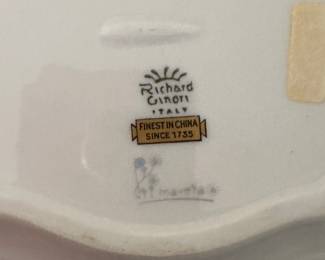 Richard
Ginori
ITALY
FINEST IN CHINA
SINCE 1735